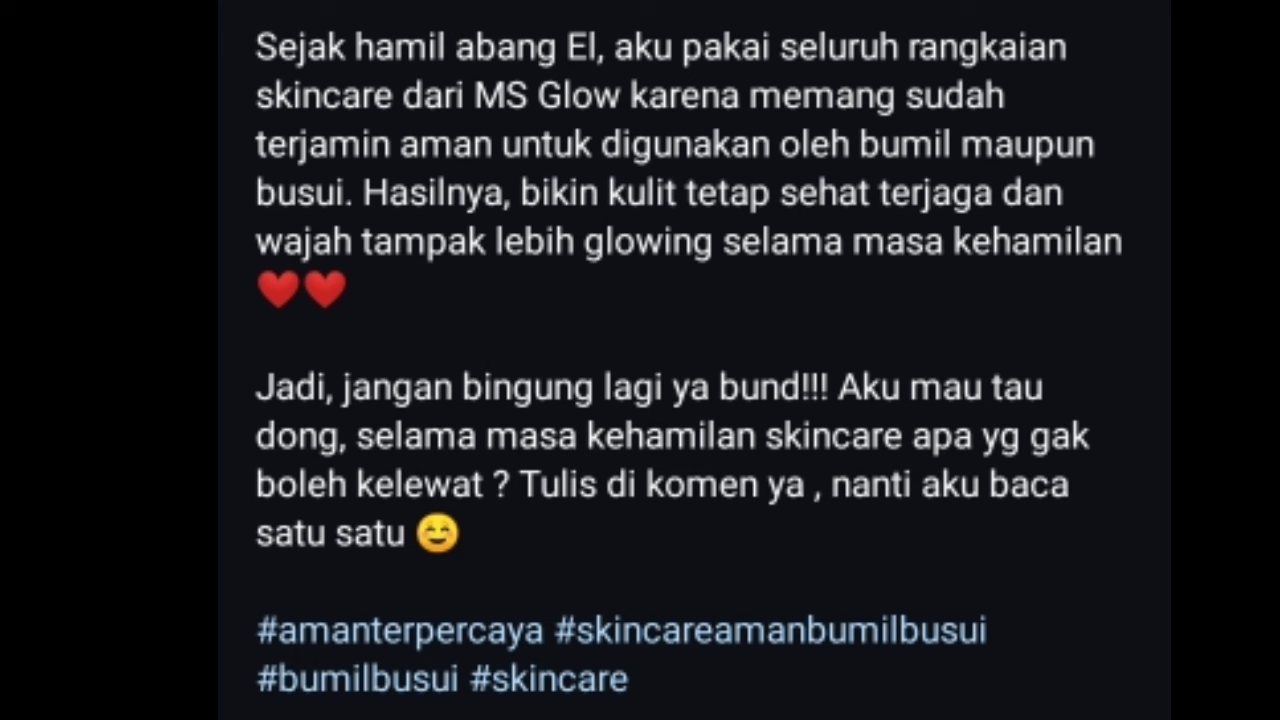 Sejak hamil abang El, aku pakai seluruh rangkaian
skincare dari MS Glow karena memang sudah
terjamin aman untuk digunakan oleh bumil maupun
busui. Hasilnya, bikin kulit tetap sehat terjaga dan
wajah tampak lebih glowing selama masa kehamilan
❤️❤️
Jadi, jangan bingung lagi ya bund!!! Aku mau tau
dong, selama masa kehamilan skincare apa yg gak
boleh kelewat ? Tulis di komen ya , nanti aku baca
satu satu 😊
#amanterpercaya #skincareamanbumilbusui
#bumilbusui #skincare